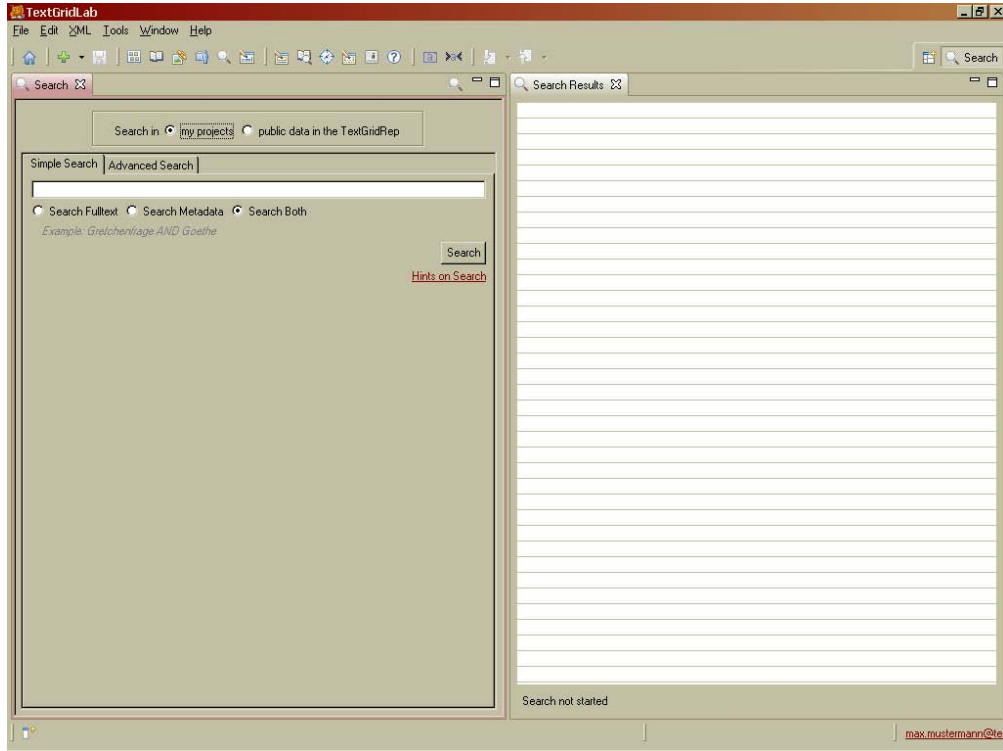 TextGridLab
File Edit XML Tools Window Help
Search
Search
Search Results
Search in my projects public data in the TextGridRep
Simple Search Advanced Search
Search Fulltext Search Metadata Search Both
Example: Gretchenfrage AND Goethe
Search
Hints on Search
Search not started
max.mustermann@te